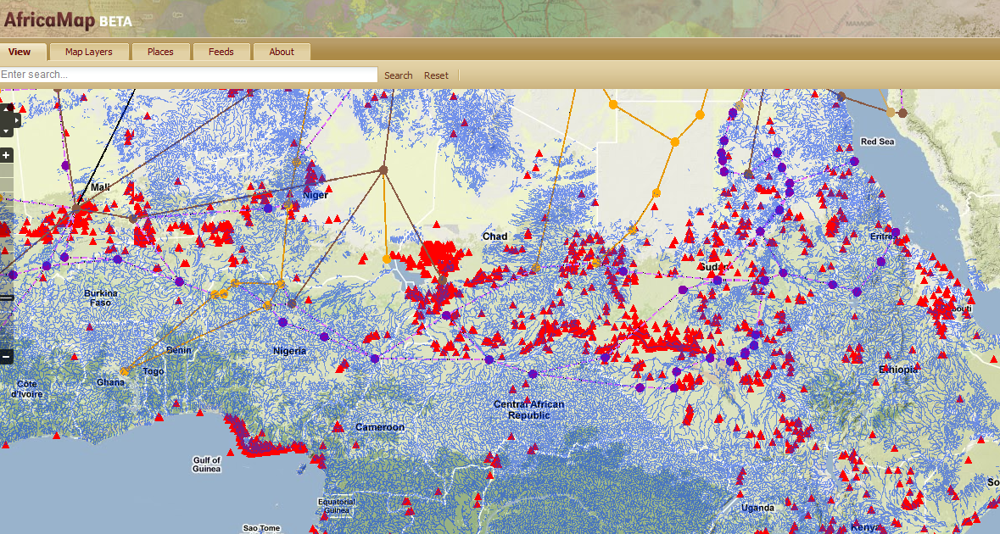 AfricaMap BETA
View Map Layers Places Feeds About
Enter search... Search Reset
Red Sea
Mali
Niger
Chad
Eritrea
Sudan
Burkina
Faso
Nigeria
Benin
Togo
Ghana
Côte
d'Ivoire
Ethiopia
Central African
Republic
Cameroon
Gulf of
Guinea
Equatorial
Guinea
Uganda
Kenya
Sao Tome